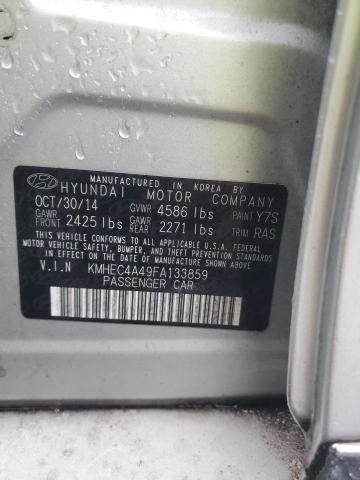 MANUFACTURED IN KOREA BY
HYUNDAI MOTOR COMPANY
OCT/30/14 GVWR 4586 lbs PAINT Y7S
GAWR FRONT 2425 lbs GAWR REAR 2271 lbs TRIM RAS
THIS VEHICLE CONFORMS TO ALL APPLICABLE U.S.A. FEDERAL
MOTOR VEHICLE SAFETY, BUMPER, AND THEFT PREVENTION STANDARDS
IN EFFECT ON THE DATE OF MANUFACTURE SHOWN ABOVE.
V.I.N KMHEC4A49FA133859
PASSENGER CAR